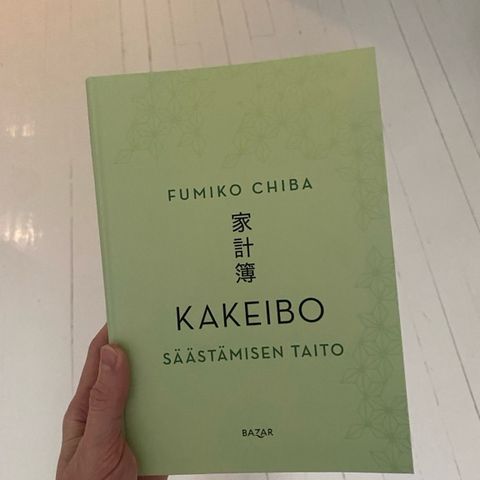 FUMIKO CHIBA
家
計
簿
KAKEIBO
SÄÄSTÄMISEN TAITO
BAZAR